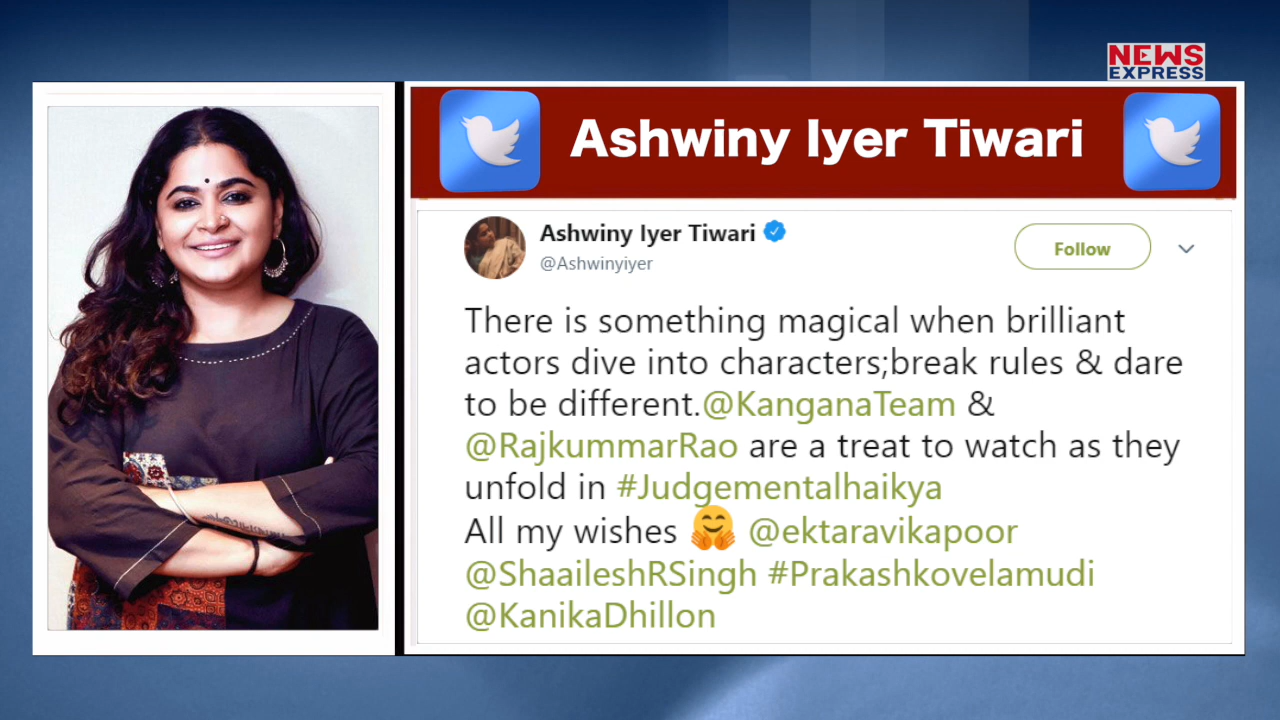 NEWS
EXPRESS
Ashwiny Iyer Tiwari
Ashwiny Iyer Tiwari
@Ashwinyiyer
Follow
There is something magical when brilliant
actors dive into characters;break rules & dare
to be different.@KanganaTeam &
@RajkummarRao are a treat to watch as they
unfold in #Judgementalhaikya
All my wishes 🤗 @ektaravikapoor
@ShaaileshRSingh #Prakashkovelamudi
@KanikaDhillon